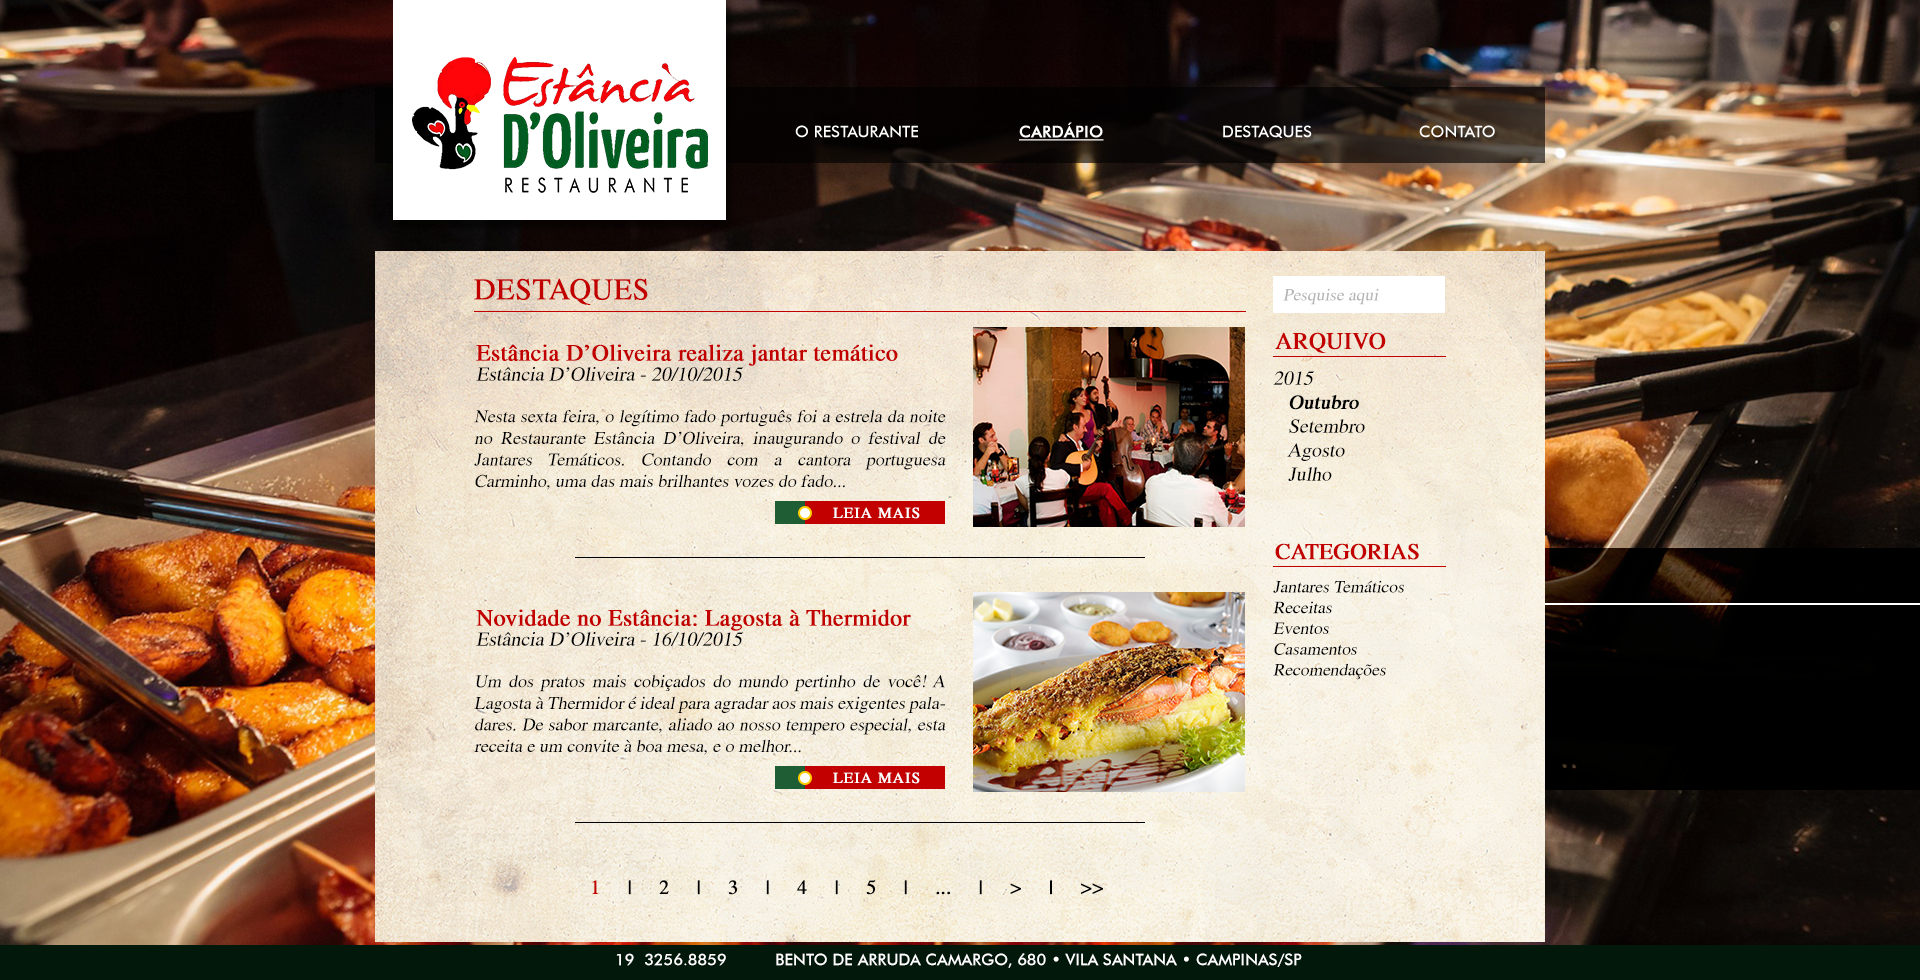 Estância
D'Oliveira
RESTAURANTE
O RESTAURANTE
CARDÁPIO
DESTAQUES
CONTATO
DESTAQUES
Estância D'Oliveira realiza jantar temático
Estância D'Oliveira - 20/10/2015
Nesta sexta feira, o legítimo fado português foi a estrela da noite
no Restaurante Estância D'Oliveira, inaugurando o festival de
Jantares Temáticos. Contando com a cantora portuguesa
Carminho, uma das mais brilhantes vozes do fado...
LEIA MAIS
Novidade no Estância: Lagosta à Thermidor
Estância D'Oliveira - 16/10/2015
Um dos pratos mais cobiçados do mundo pertinho de você! A
Lagosta à Thermidor é ideal para agradar aos mais exigentes pala-
dares. De sabor marcante, aliado ao nosso tempero especial, esta
receita e um convite à boa mesa, e o melhor...
LEIA MAIS
1 | 2 | 3 | 4 | 5 | ... | > | >>
Pesquise aqui
ARQUIVO
2015
Outubro
Setembro
Agosto
Julho
CATEGORIAS
Jantares Temáticos
Receitas
Eventos
Casamentos
Recomendações
19 3256.8859 BENTO DE ARRUDA CAMARGO, 680 • VILA SANTANA • CAMPINAS/SP